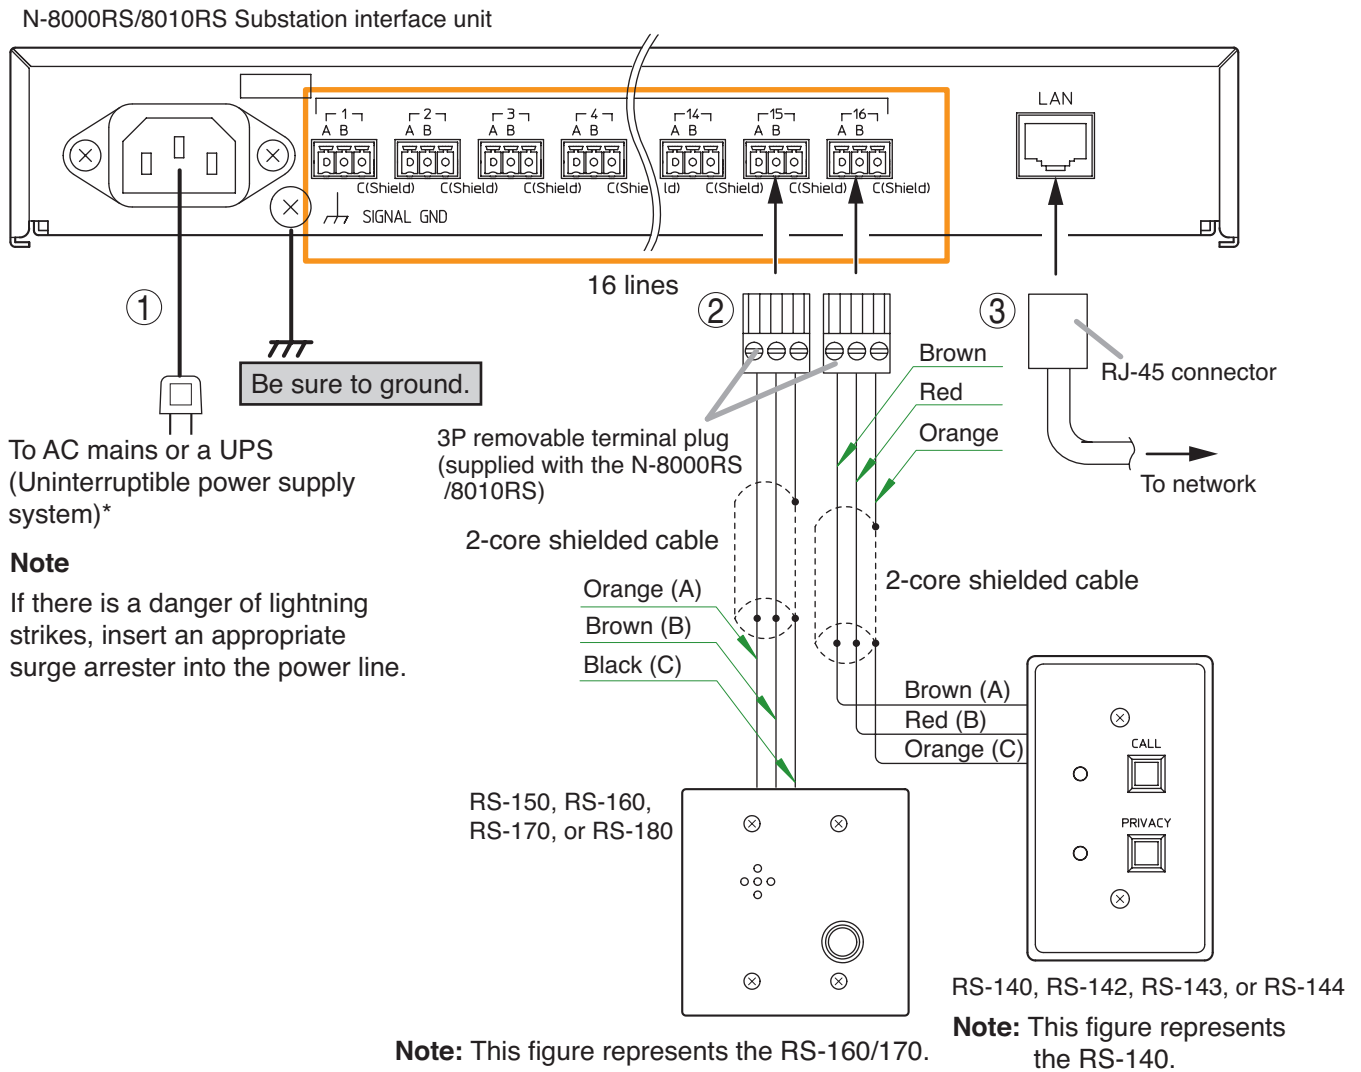 N-8000RS/8010RS Substation interface unit
1 2 3 4 14 15 16
A B A B A B A B A B A B A B
LAN
C(Shield) C(Shield) C(Shield) C(Shield) C(Shield) C(Shield)
SIGNAL GND
16 lines
1
2
3
Be sure to ground.
To AC mains or a UPS
(Uninterruptible power supply
system)*
Note
If there is a danger of lightning
strikes, insert an appropriate
surge arrester into the power line.
3P removable terminal plug
(supplied with the N-8000RS
/8010RS)
Brown
Red
Orange
RJ-45 connector
To network
2-core shielded cable
2-core shielded cable
Orange (A)
Brown (B)
Black (C)
Brown (A)
Red (B)
Orange (C)
CALL
PRIVACY
RS-150, RS-160,
RS-170, or RS-180
RS-140, RS-142, RS-143, or RS-144
Note: This figure represents the RS-160/170.
Note: This figure represents
the RS-140.